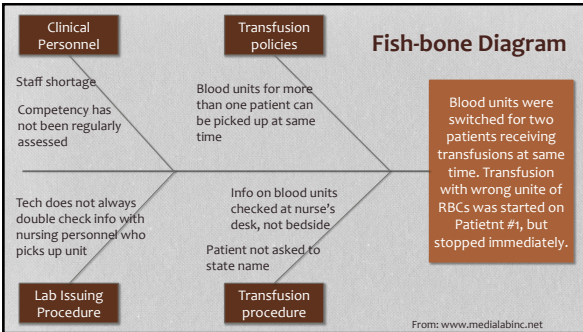 Clinical
Personnel
Transfusion
policies
Fish-bone Diagram
Staff shortage
Competency has
not been regularly
assessed
Blood units for more
than one patient can
be picked up at same
time
Blood units were
switched for two
patients receiving
transfusions at same
time. Transfusion
with wrong unite of
RBCs was started on
Patietnt #1, but
stopped immediately.
Tech does not always
double check info with
nursing personnel who
picks up unit
Info on blood units
checked at nurse's
desk, not bedside
Patient not asked to
state name
Lab Issuing
Procedure
Transfusion
procedure
From: www.medialabinc.net